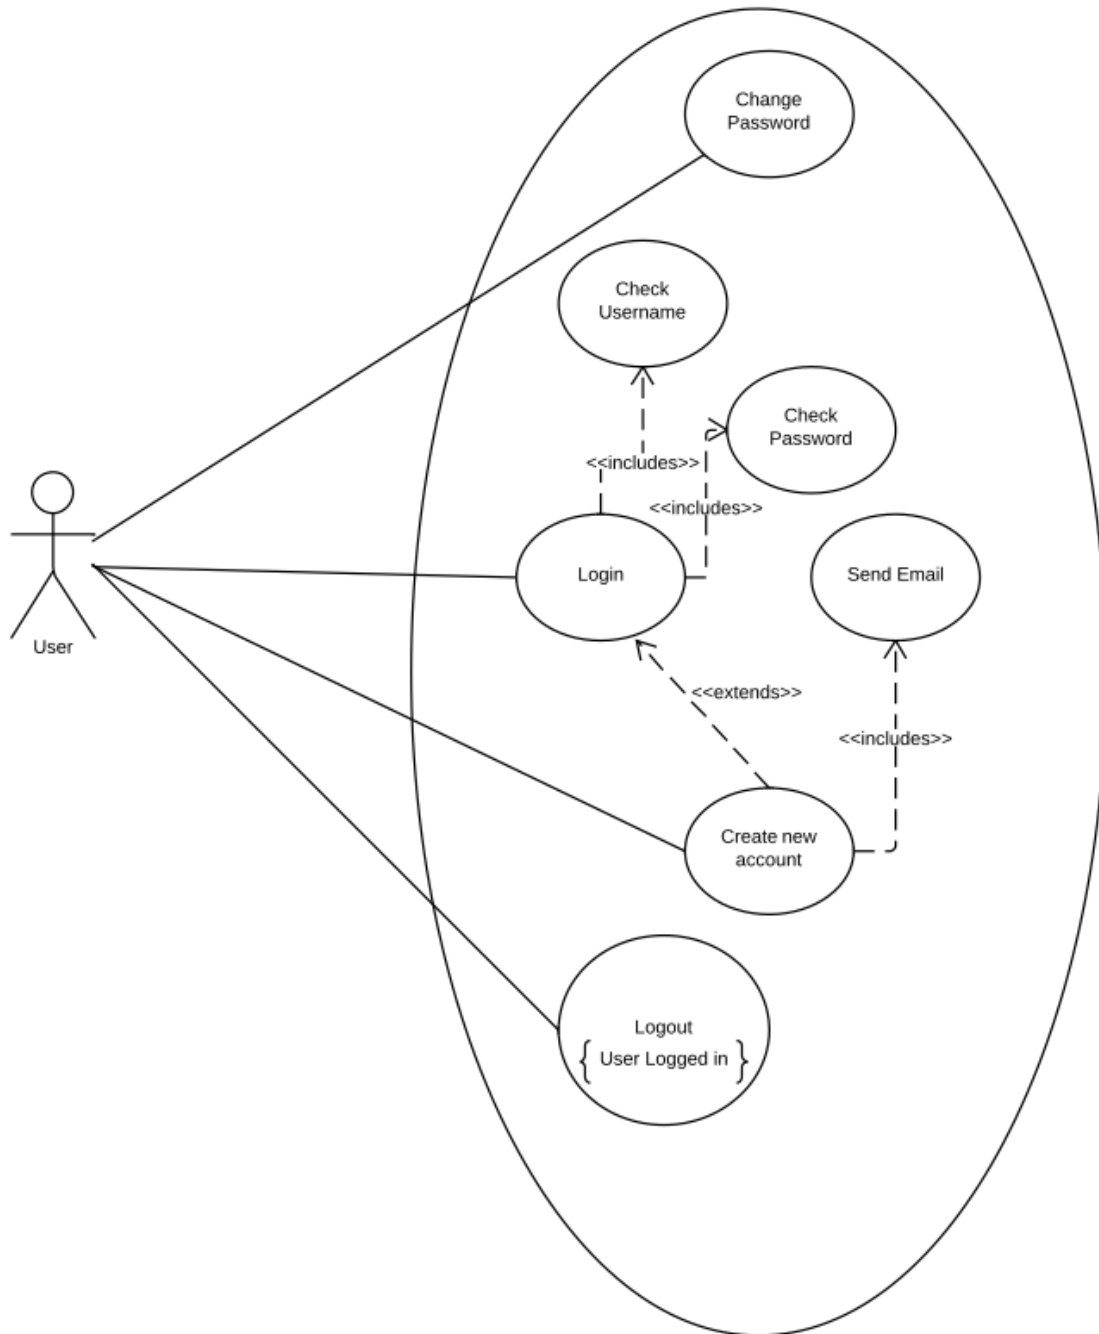 Change
Password
Check
Username
Check
Password
<<includes>>
<<includes>>
Login
Send Email
User
<<extends>>
<<includes>>
Create new
account
Logout
{ User Logged in }